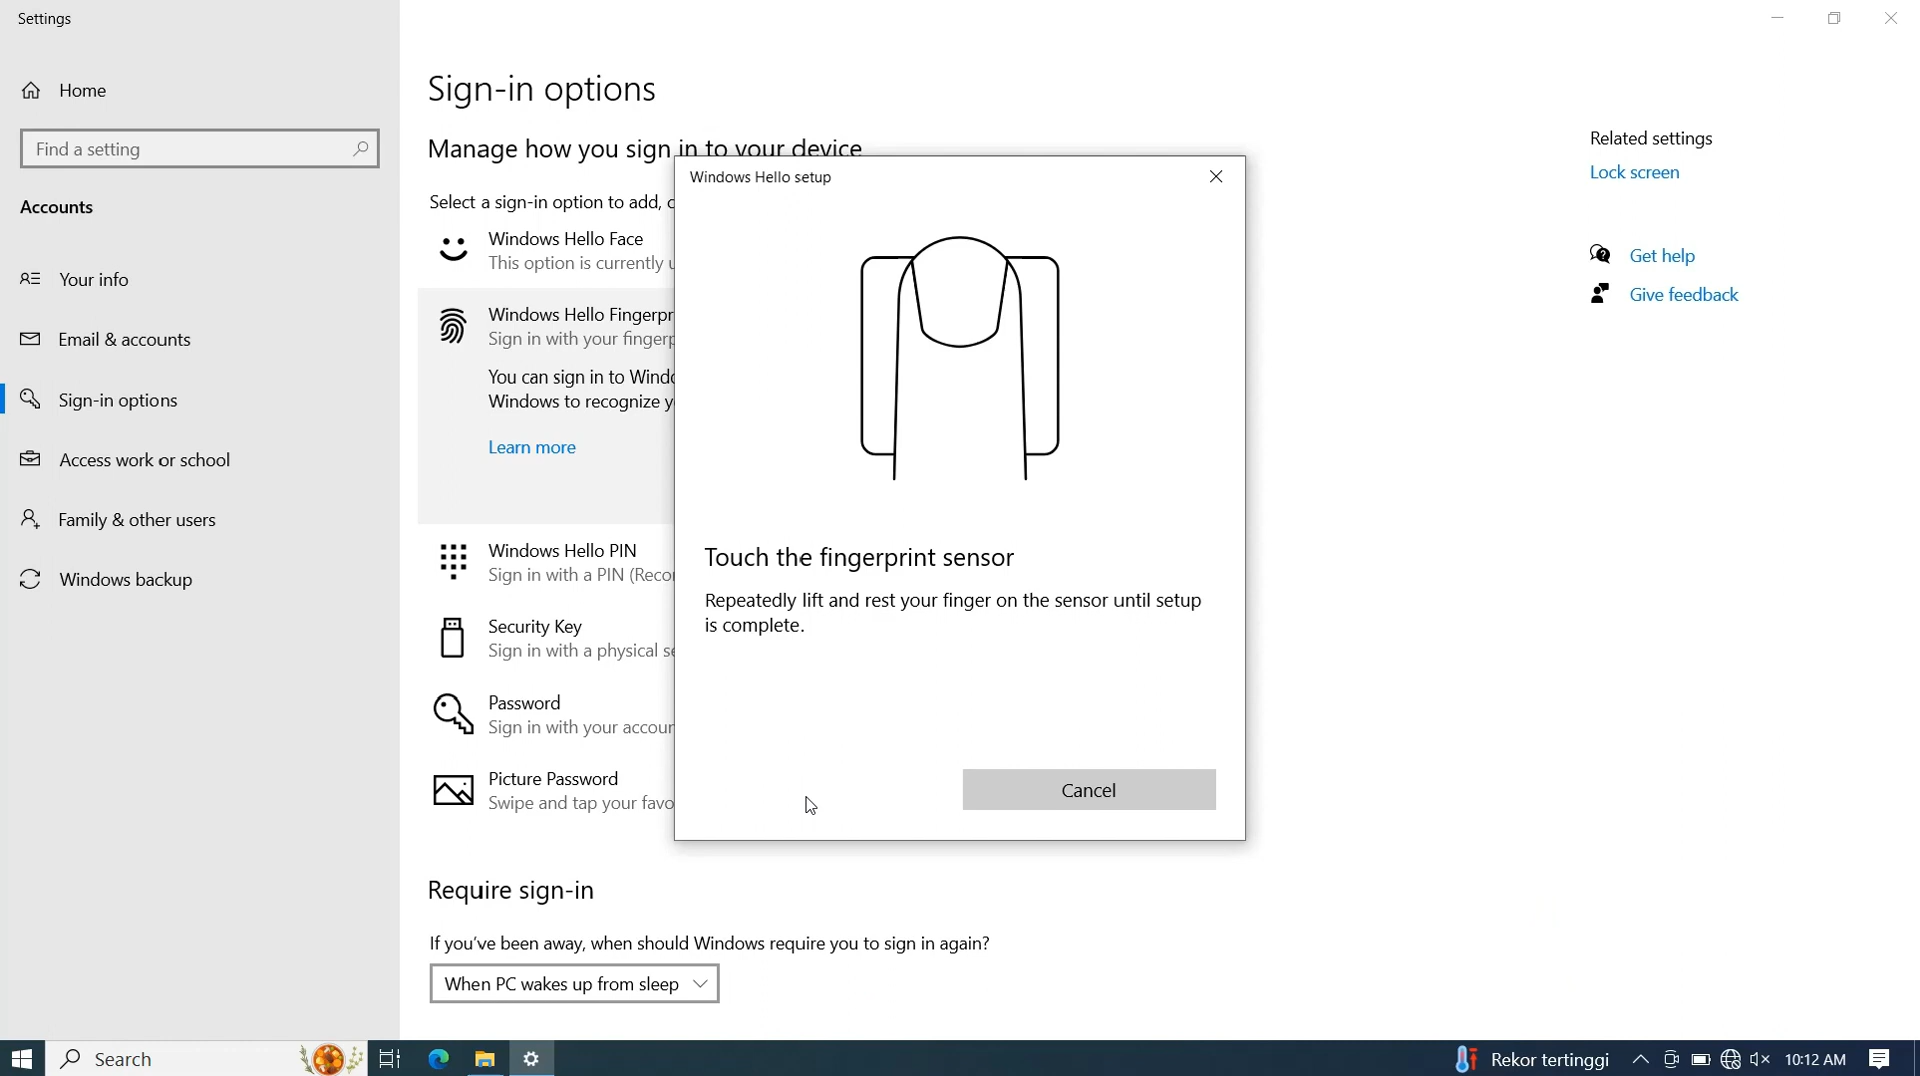 Settings
Home
Find a setting
Accounts
Your info
Email & accounts
Sign-in options
Access work or school
Family & other users
Windows backup
Sign-in options
Manage how you sign in to your device
Select a sign-in option to add, c
Windows Hello Face
This option is currently u
Windows Hello Fingerpr
Sign in with your fingerp
You can sign in to Windo
Windows to recognize y
Learn more
Windows Hello PIN
Sign in with a PIN (Reco
Security Key
Sign in with a physical se
Password
Sign in with your accoun
Picture Password
Swipe and tap your favo
Windows Hello setup
Touch the fingerprint sensor
Repeatedly lift and rest your finger on the sensor until setup
is complete.
Cancel
Require sign-in
If you've been away, when should Windows require you to sign in again?
When PC wakes up from sleep
Related settings
Lock screen
Get help
Give feedback
Search
Rekor tertinggi
10:12 AM